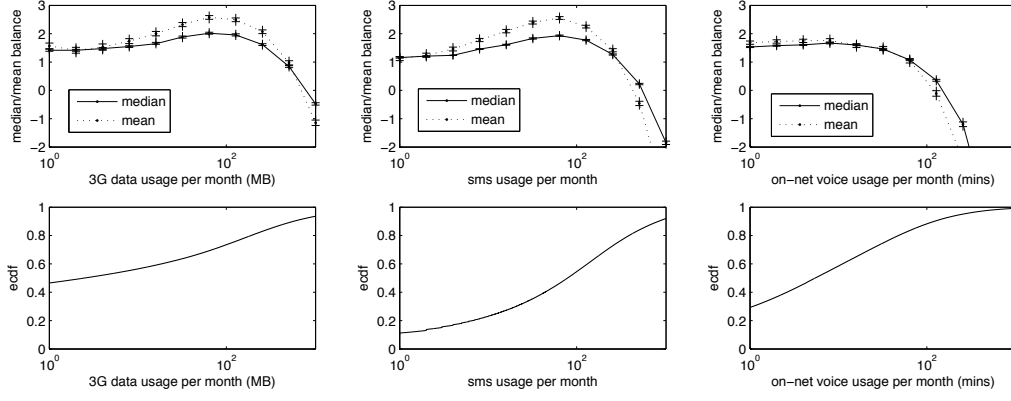 median/mean balance
3
2
1
0
−1
−2
median
mean
10^0
10^2
3G data usage per month (MB)
median/mean balance
3
2
1
0
−1
−2
median
mean
10^0
10^2
sms usage per month
median/mean balance
3
2
1
0
−1
−2
median
mean
10^0
10^2
on−net voice usage per month (mins)
ecdf
1
0.8
0.6
0.4
0.2
0
10^0
10^2
3G data usage per month (MB)
ecdf
1
0.8
0.6
0.4
0.2
0
10^0
10^2
sms usage per month
ecdf
1
0.8
0.6
0.4
0.2
0
10^0
10^2
on−net voice usage per month (mins)